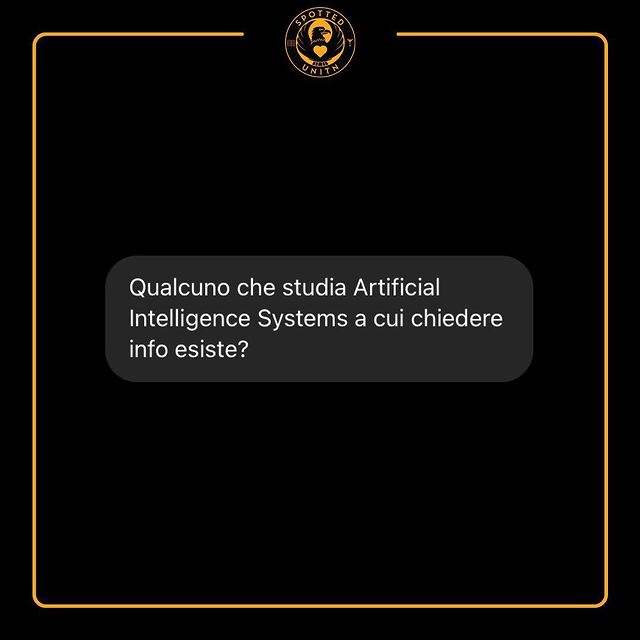 SPOTTED
UNITN
Qualcuno che studia Artificial
Intelligence Systems a cui chiedere
info esiste?